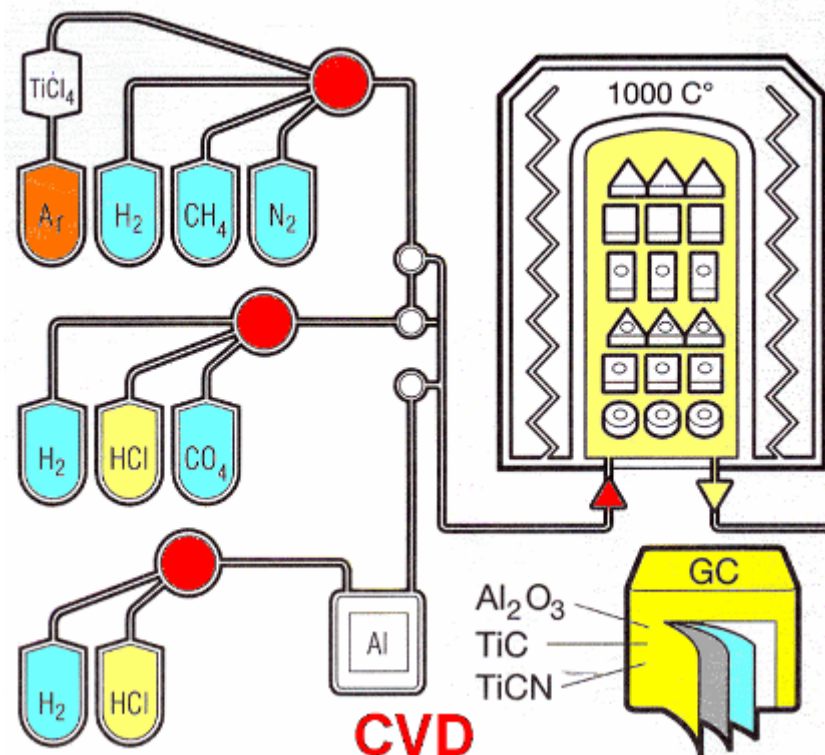 TiCl₄
1000 C°
Ar
H₂
CH₄
N₂
H₂
HCl
CO₄
GC
Al₂O₃
TiC
TiCN
Al
H₂
HCl
CVD